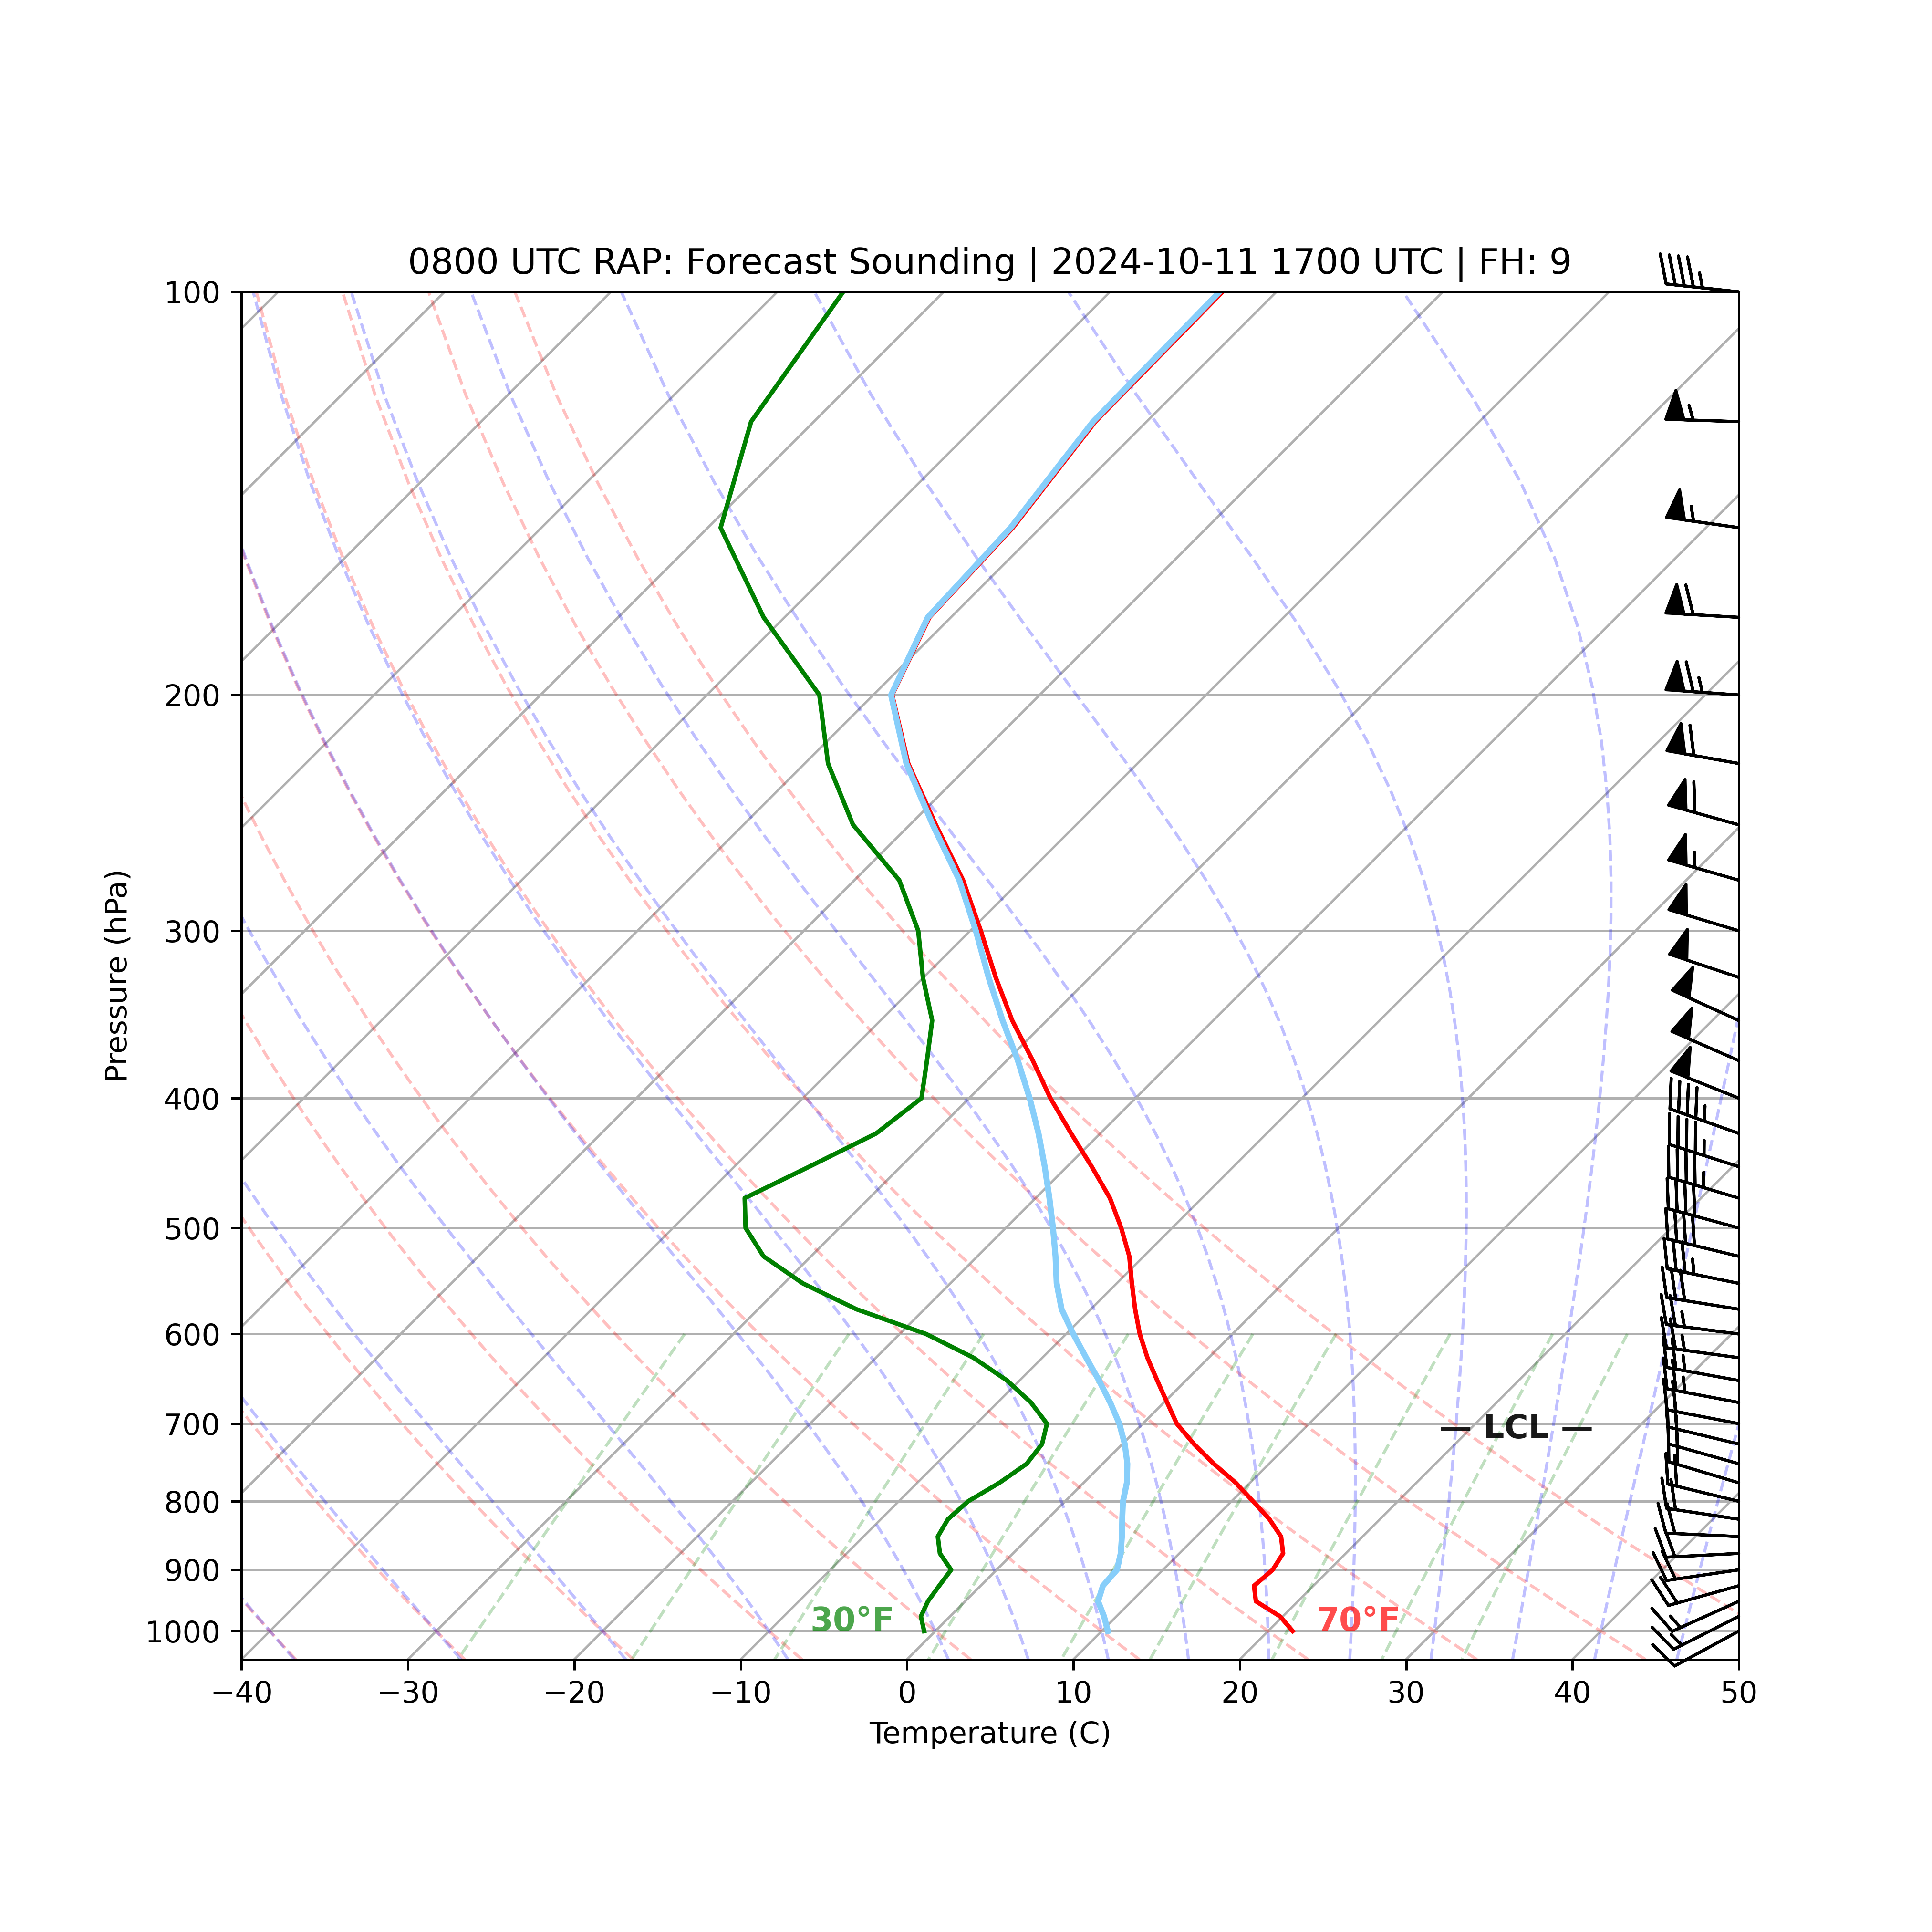 0800 UTC RAP: Forecast Sounding | 2024-10-11 1700 UTC | FH: 9
100
200
300
400
500
600
700
800
900
1000
Pressure (hPa)
— LCL —
30°F
70°F
−40 −30 −20 −10 0 10 20 30 40 50
Temperature (C)